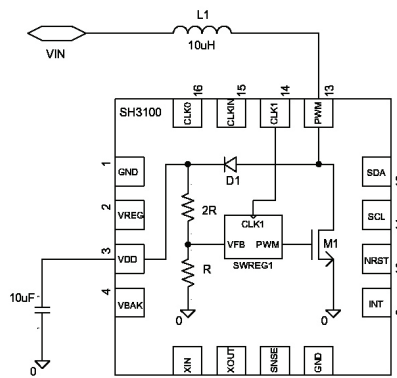 L1
10uH
VIN
SH3100
16
15
14
13
CLK0
CLKIN
CLK1
PWM
1
GND
D1
SDA
2
VREG
2R
CLK1
SCL
3
VDD
VFB
PWM
M1
NRST
R
SWREG1
10uF
4
VBAK
0
0
INT
0
XIN
XOUT
SNSE
GND